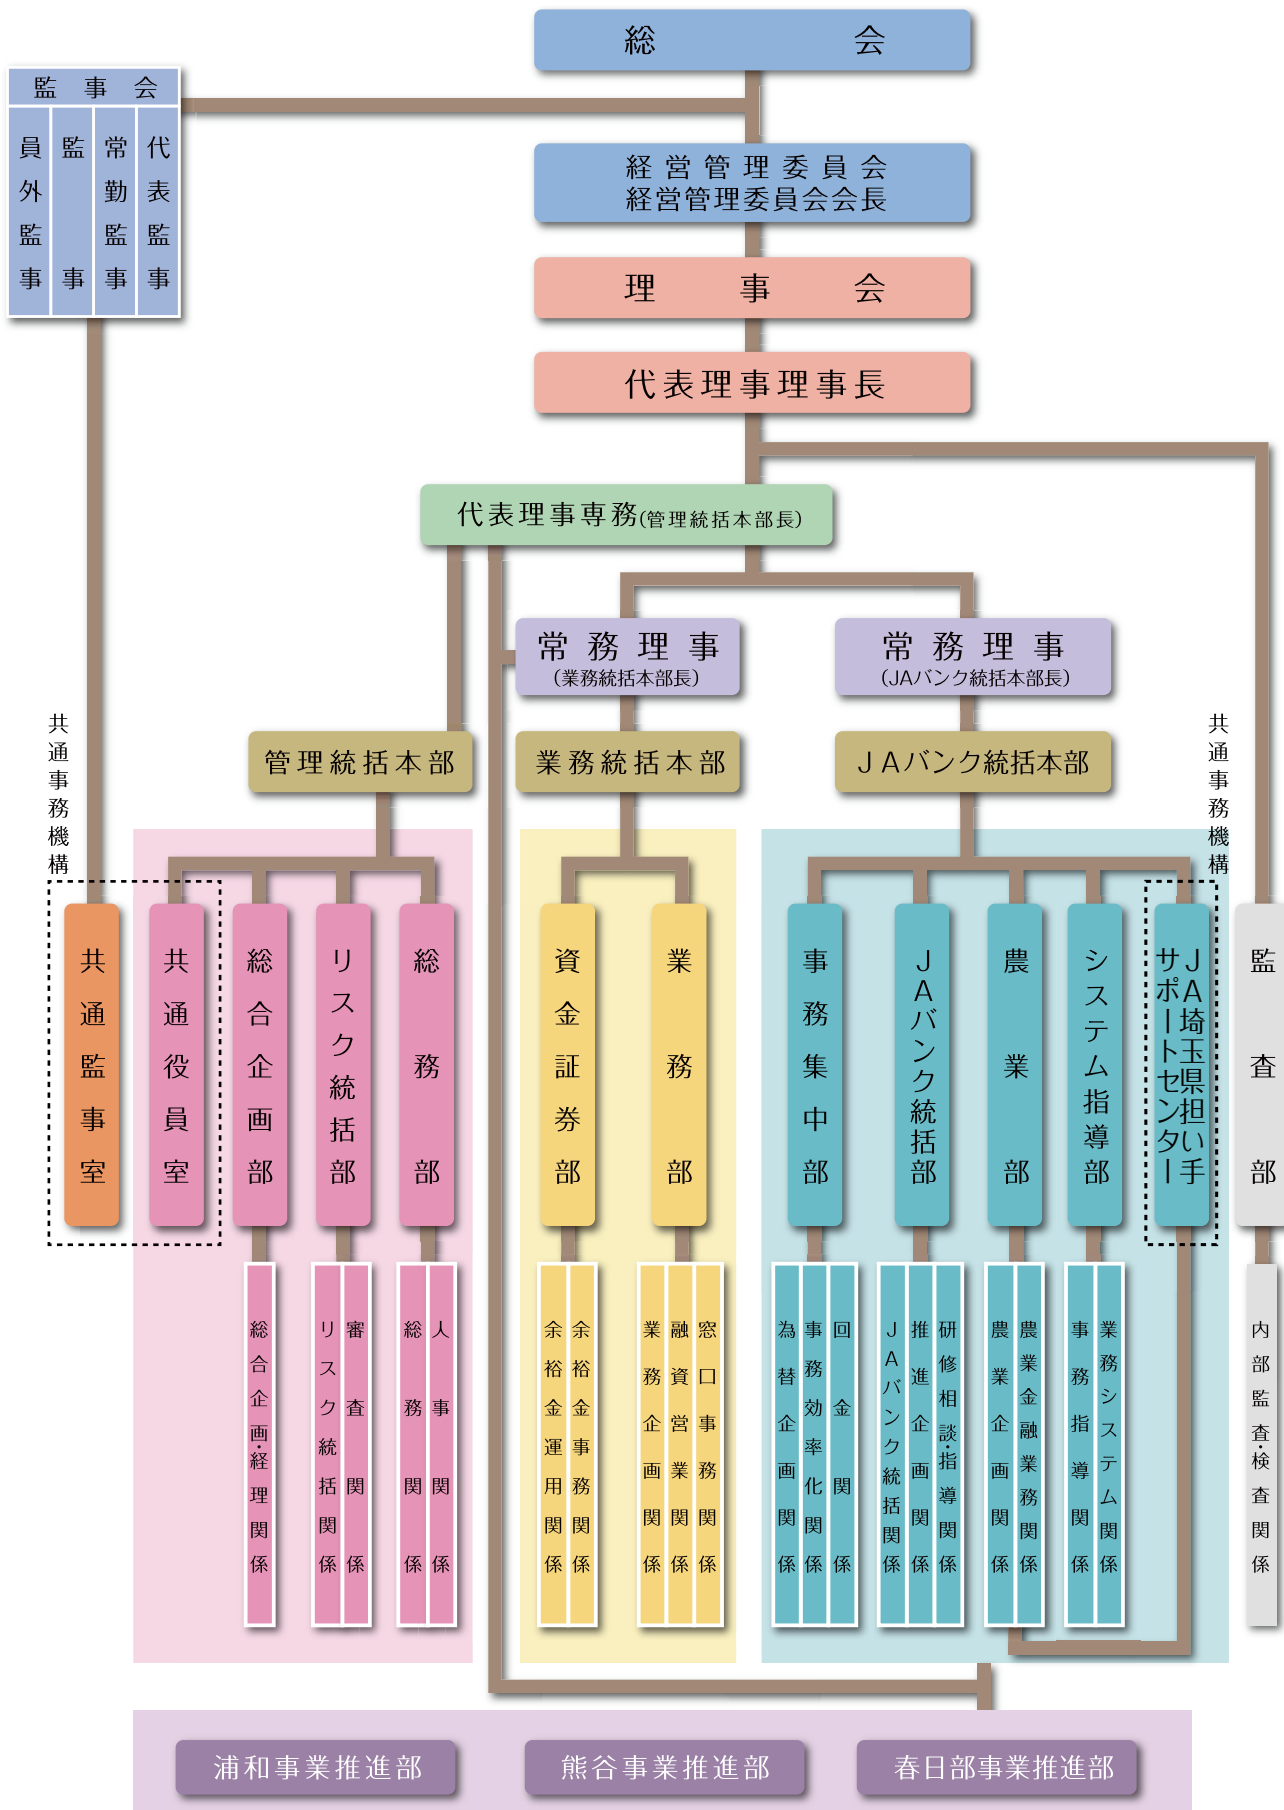 総会
監事会
代表監事
常勤監事
監事
員外監事
経営管理委員会
経営管理委員会会長
理事会
代表理事理事長
代表理事専務(管理統括本部長)
常務理事
(業務統括本部長)
常務理事
(JAバンク統括本部長)
管理統括本部
業務統括本部
JAバンク統括本部
共通事務機構
共通事務機構
共通監事室
共通役員室
総合企画部
リスク統括部
総務部
資金証券部
業務部
事務集中部
JAバンク統括部
農業部
システム指導部
JA埼玉県担い手
サポートセンター
監査部
総合企画・経理関係
リスク統括関係
審査関係
総務関係
人事関係
余裕金運用関係
余裕金事務関係
業務企画関係
融資営業関係
窓口事務関係
為替企画関係
事務効率化関係
回金関係
JAバンク統括関係
推進企画関係
研修相談・指導関係
農業企画関係
農業金融業務関係
事務指導関係
業務システム関係
内部監査・検査関係
浦和事業推進部
熊谷事業推進部
春日部事業推進部